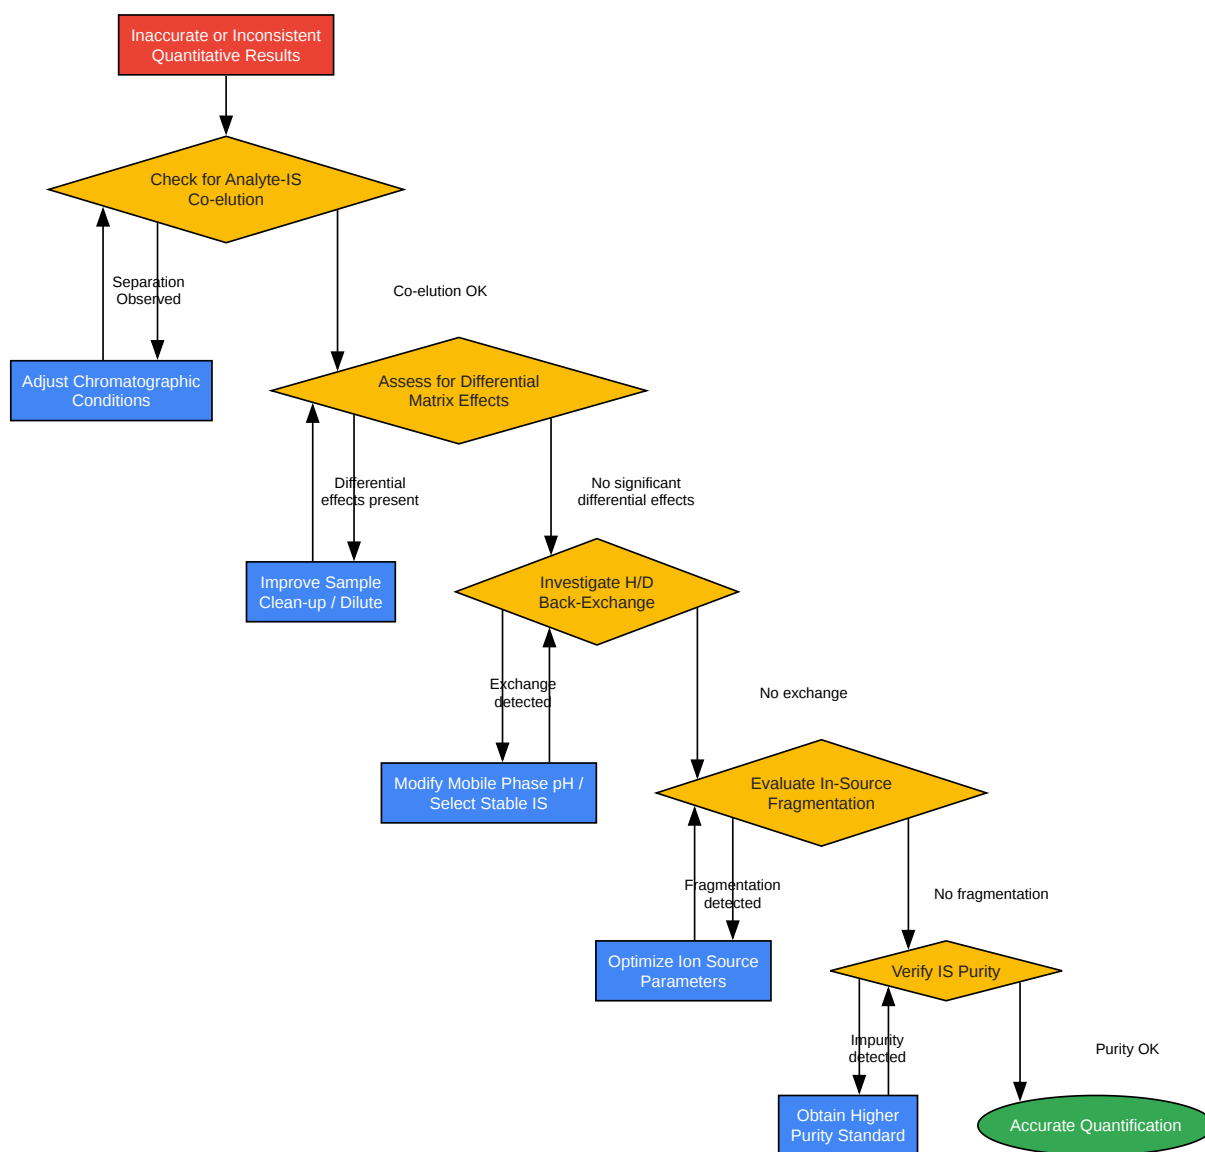 Inaccurate or Inconsistent
Quantitative Results
Check for Analyte-IS
Co-elution
Separation
Observed
Co-elution OK
Adjust Chromatographic
Conditions
Assess for Differential
Matrix Effects
Differential
effects present
No significant
differential effects
Improve Sample
Clean-up / Dilute
Investigate H/D
Back-Exchange
Exchange
detected
No exchange
Modify Mobile Phase pH /
Select Stable IS
Evaluate In-Source
Fragmentation
Fragmentation
detected
No fragmentation
Optimize Ion Source
Parameters
Verify IS Purity
Impurity
detected
Purity OK
Obtain Higher
Purity Standard
Accurate Quantification